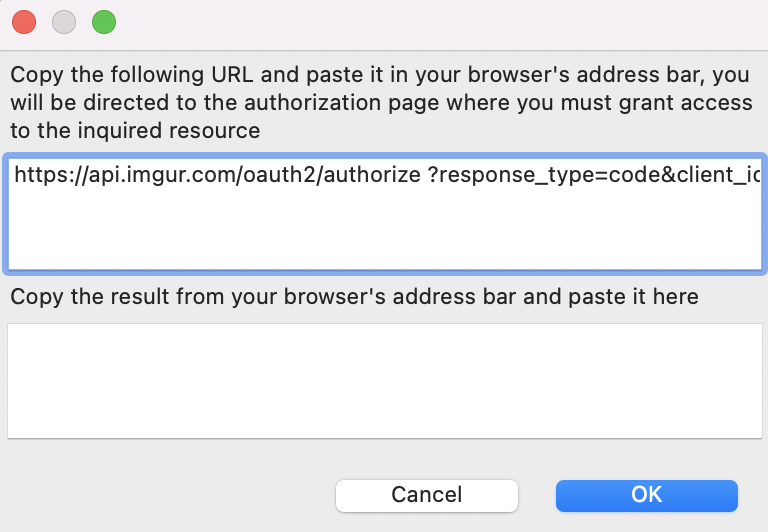 Copy the following URL and paste it in your browser's address bar, you
will be directed to the authorization page where you must grant access
to the inquired resource
https://api.imgur.com/oauth2/authorize ?response_type=code&client_ic
Copy the result from your browser's address bar and paste it here
Cancel OK